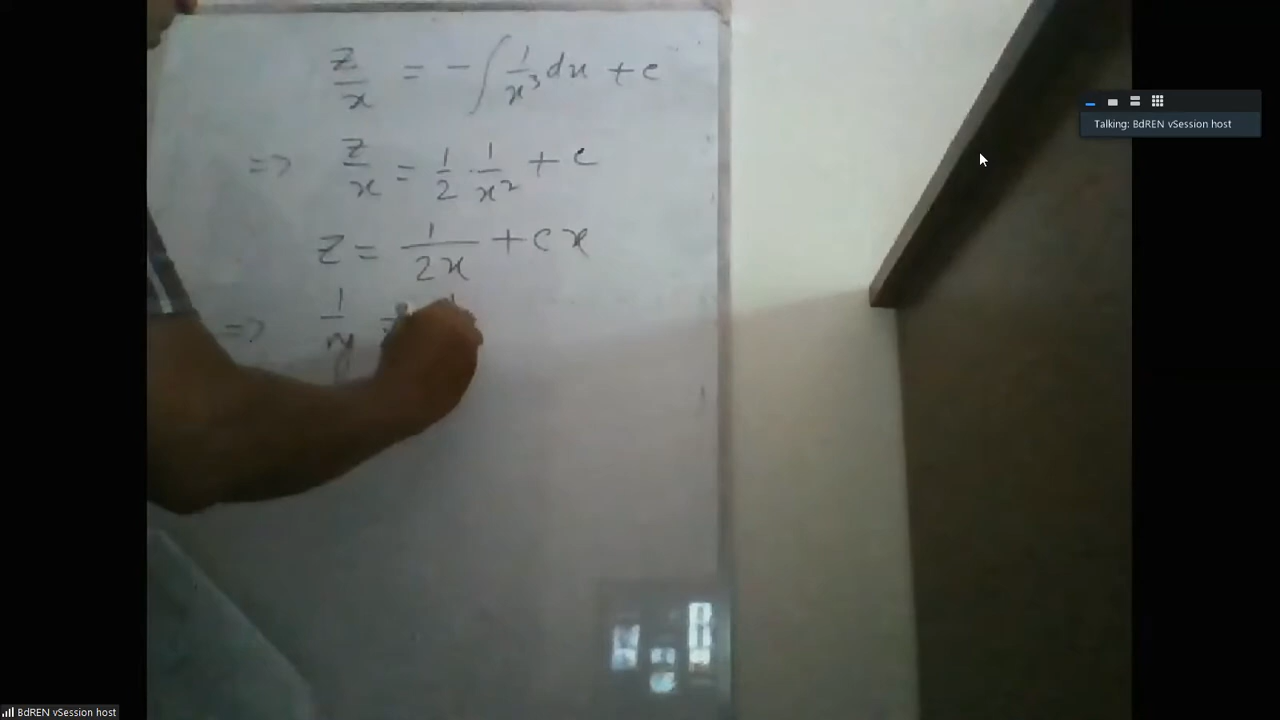 z/x = - ∫ 1/x³ dx + c
=> z/x = 1/2 · 1/x² + c
z = 1/2x + cx
=> 1/y =
Talking: BdREN vSession host
BdREN vSession host